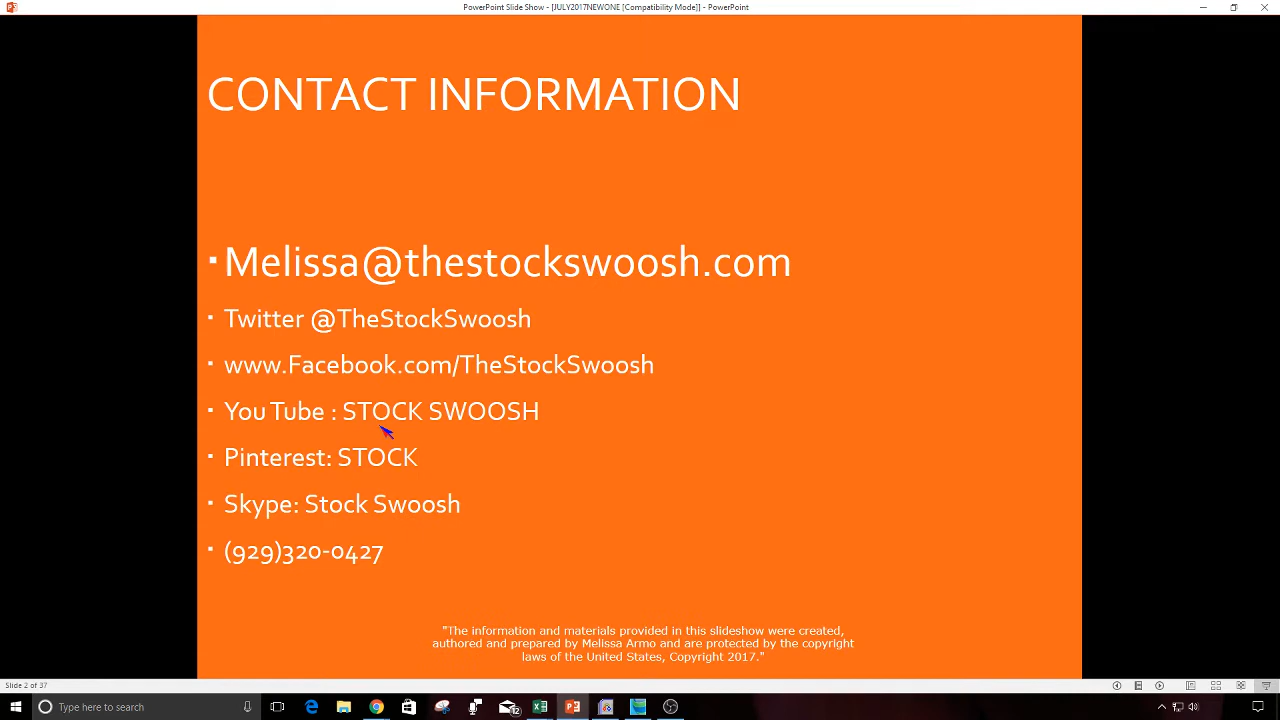 PowerPoint Slide Show - [JULY2017NEWONE [Compatibility Mode]] - PowerPoint
CONTACT INFORMATION
▪ Melissa@thestockswoosh.com
▪ Twitter @TheStockSwoosh
▪ www.Facebook.com/TheStockSwoosh
▪ You Tube : STOCK SWOOSH
▪ Pinterest: STOCK
▪ Skype: Stock Swoosh
▪ (929)320-0427
"The information and materials provided in this slideshow were created,
authored and prepared by Melissa Armo and are protected by the copyright
laws of the United States, Copyright 2017."
Slide 2 of 37
Type here to search